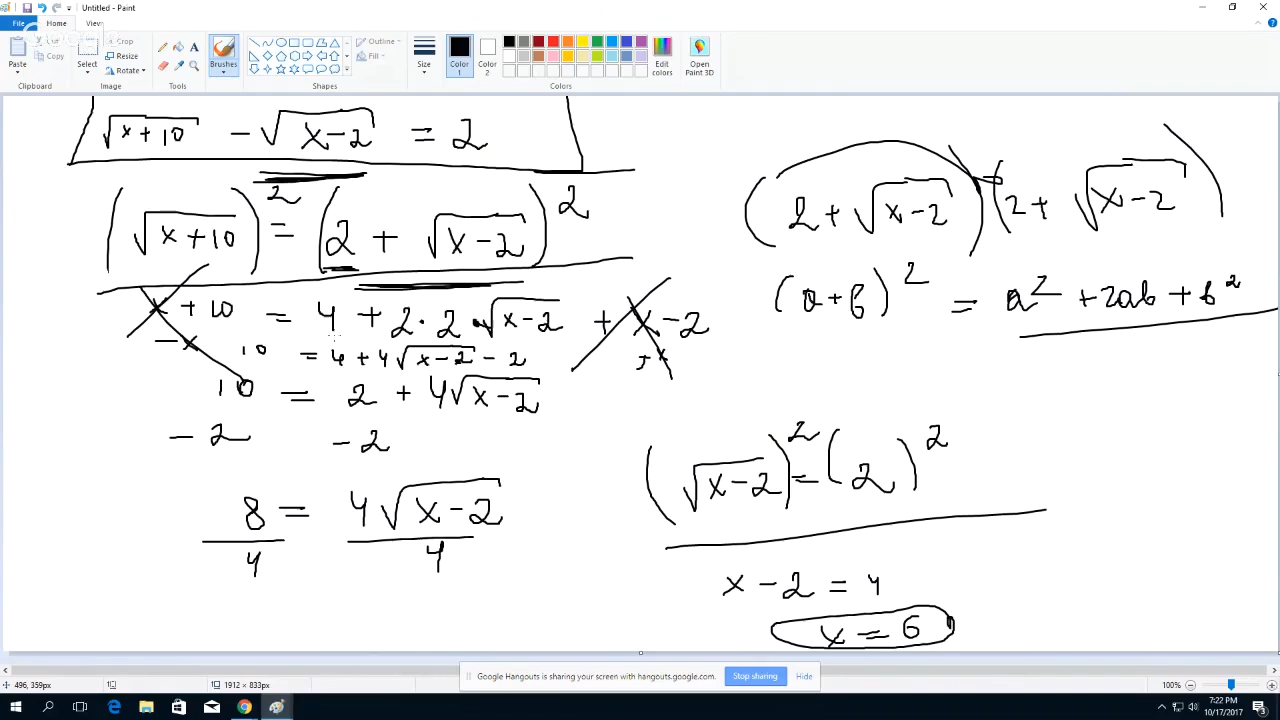 Untitled - Paint
File Home View
Paste
Cut
Copy
Clipboard
Select
Crop
Resize
Rotate
Image
A
Tools
Brushes
Outline
Fill
Shapes
Size
Color 1
Color 2
Edit colors
Colors
Open Paint 3D
√(x+10) - √(x-2) = 2
(√(x+10))² = (2 + √(x-2))²
x + 10 = 4 + 2·2·√(x-2) + x - 2
- x
10 = 4 + 4√(x-2) - 2
10 = 2 + 4√(x-2)
- 2 - 2
8/4 = 4√(x-2)/4
(2 + √(x-2)) (2 + √(x-2))
(a+b)² = a² + 2ab + b²
(√(x-2))² = (2)²
x - 2 = 4
x = 6
Google Hangouts is sharing your screen with hangouts.google.com.
Stop sharing
Hide
1912 × 833px
100%
7:22 PM
10/17/2017
3